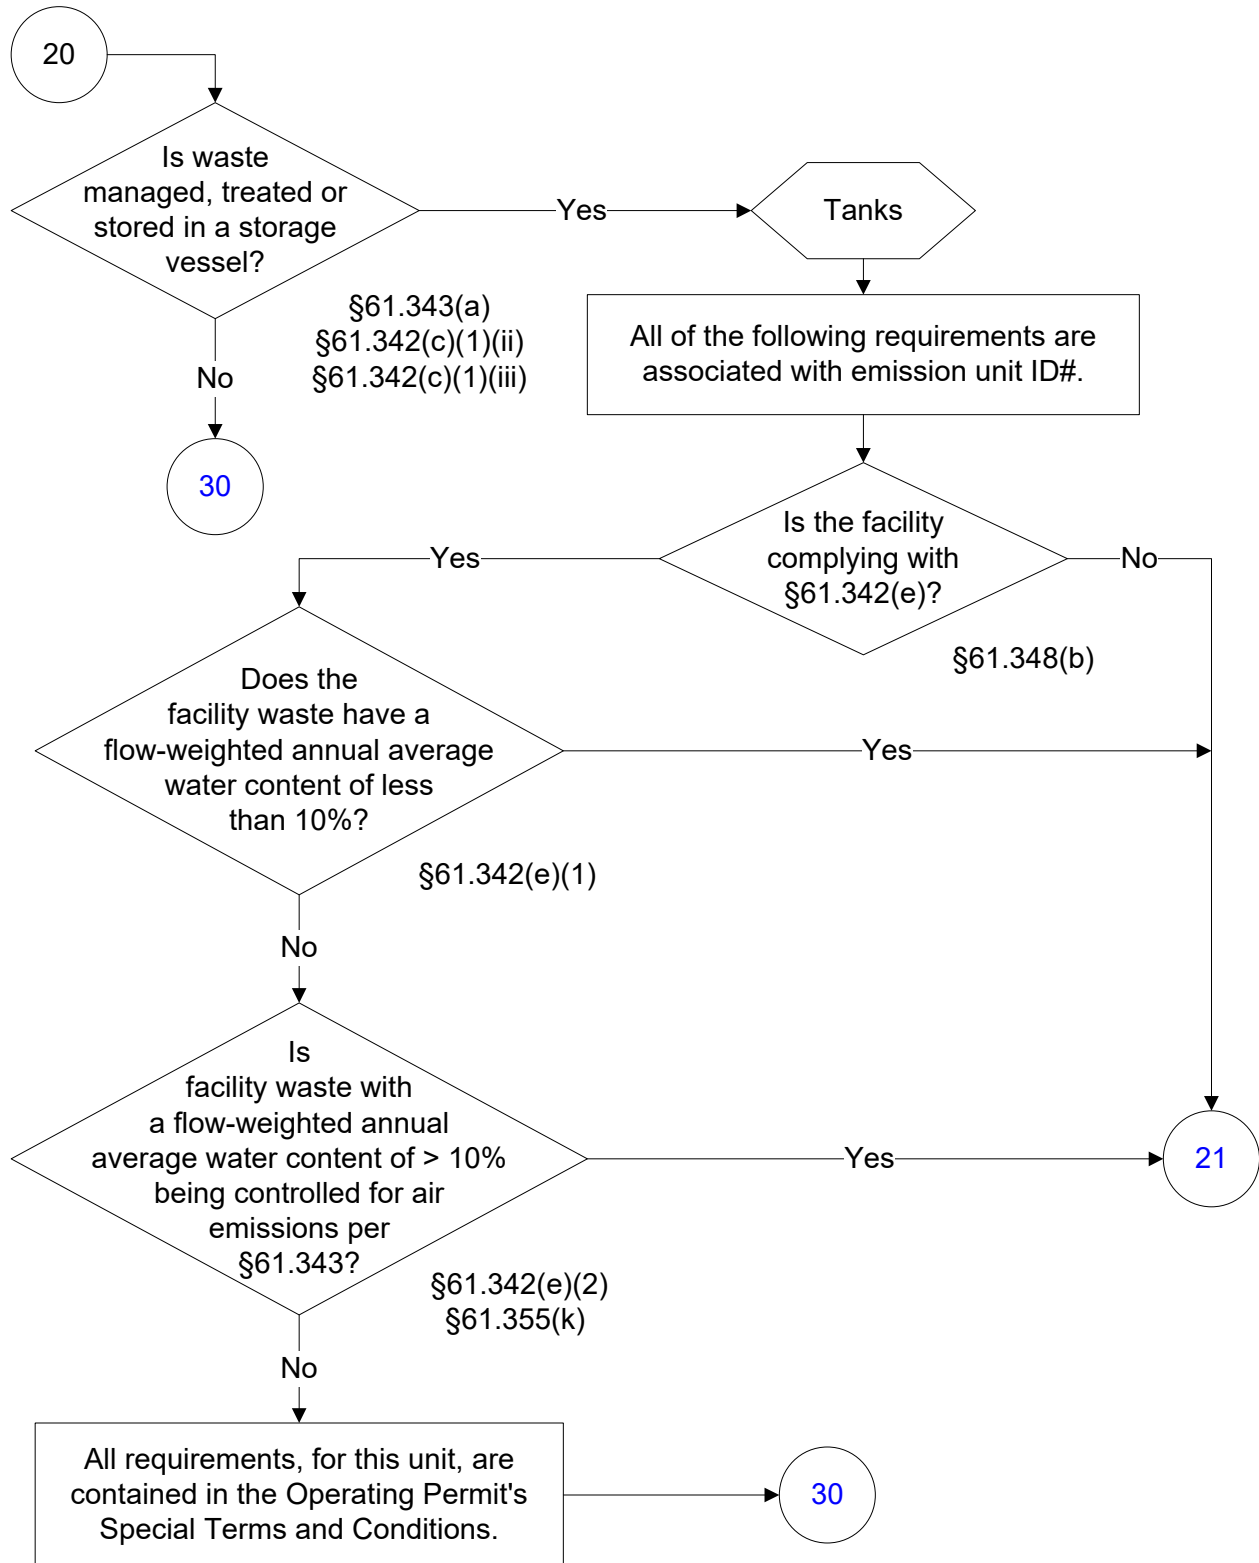 20
Is waste
managed, treated or
stored in a storage
vessel?
Yes
Tanks
§61.343(a)
§61.342(c)(1)(ii)
§61.342(c)(1)(iii)
No
30
All of the following requirements are
associated with emission unit ID#.
Is the facility
complying with
§61.342(e)?
Yes
No
§61.348(b)
Does the
facility waste have a
flow-weighted annual average
water content of less
than 10%?
Yes
§61.342(e)(1)
No
Is
facility waste with
a flow-weighted annual
average water content of > 10%
being controlled for air
emissions per
§61.343?
Yes
21
§61.342(e)(2)
§61.355(k)
No
All requirements, for this unit, are
contained in the Operating Permit's
Special Terms and Conditions.
30